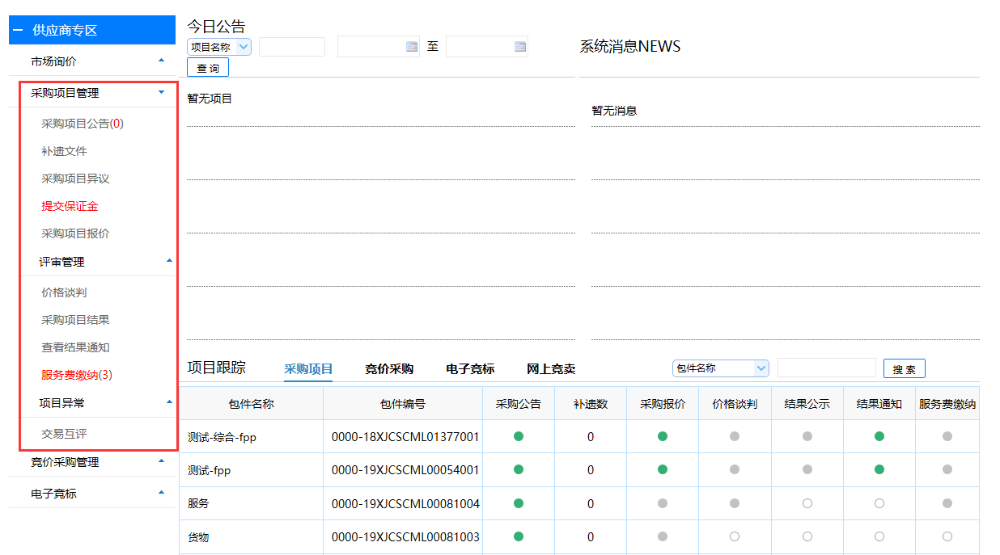 供应商专区
市场询价
采购项目管理
采购项目公告(0)
补遗文件
采购项目异议
提交保证金
采购项目报价
评审管理
价格谈判
采购项目结果
查看结果通知
服务费缴纳(3)
项目异常
交易互评
竞价采购管理
电子竞标
今日公告
项目名称 至
查 询
暂无项目
系统消息NEWS
暂无消息
项目跟踪 采购项目 竞价采购 电子竞标 网上竞卖 包件名称 搜 索
包件名称 包件编号 采购公告 补遗数 采购报价 价格谈判 结果公示 结果通知 服务费缴纳
测试-综合-fpp 0000-18XJCSCML01377001 0
测试-fpp 0000-19XJCSCML00054001 0
服务 0000-19XJCSCML00081004 0
货物 0000-19XJCSCML00081003 0